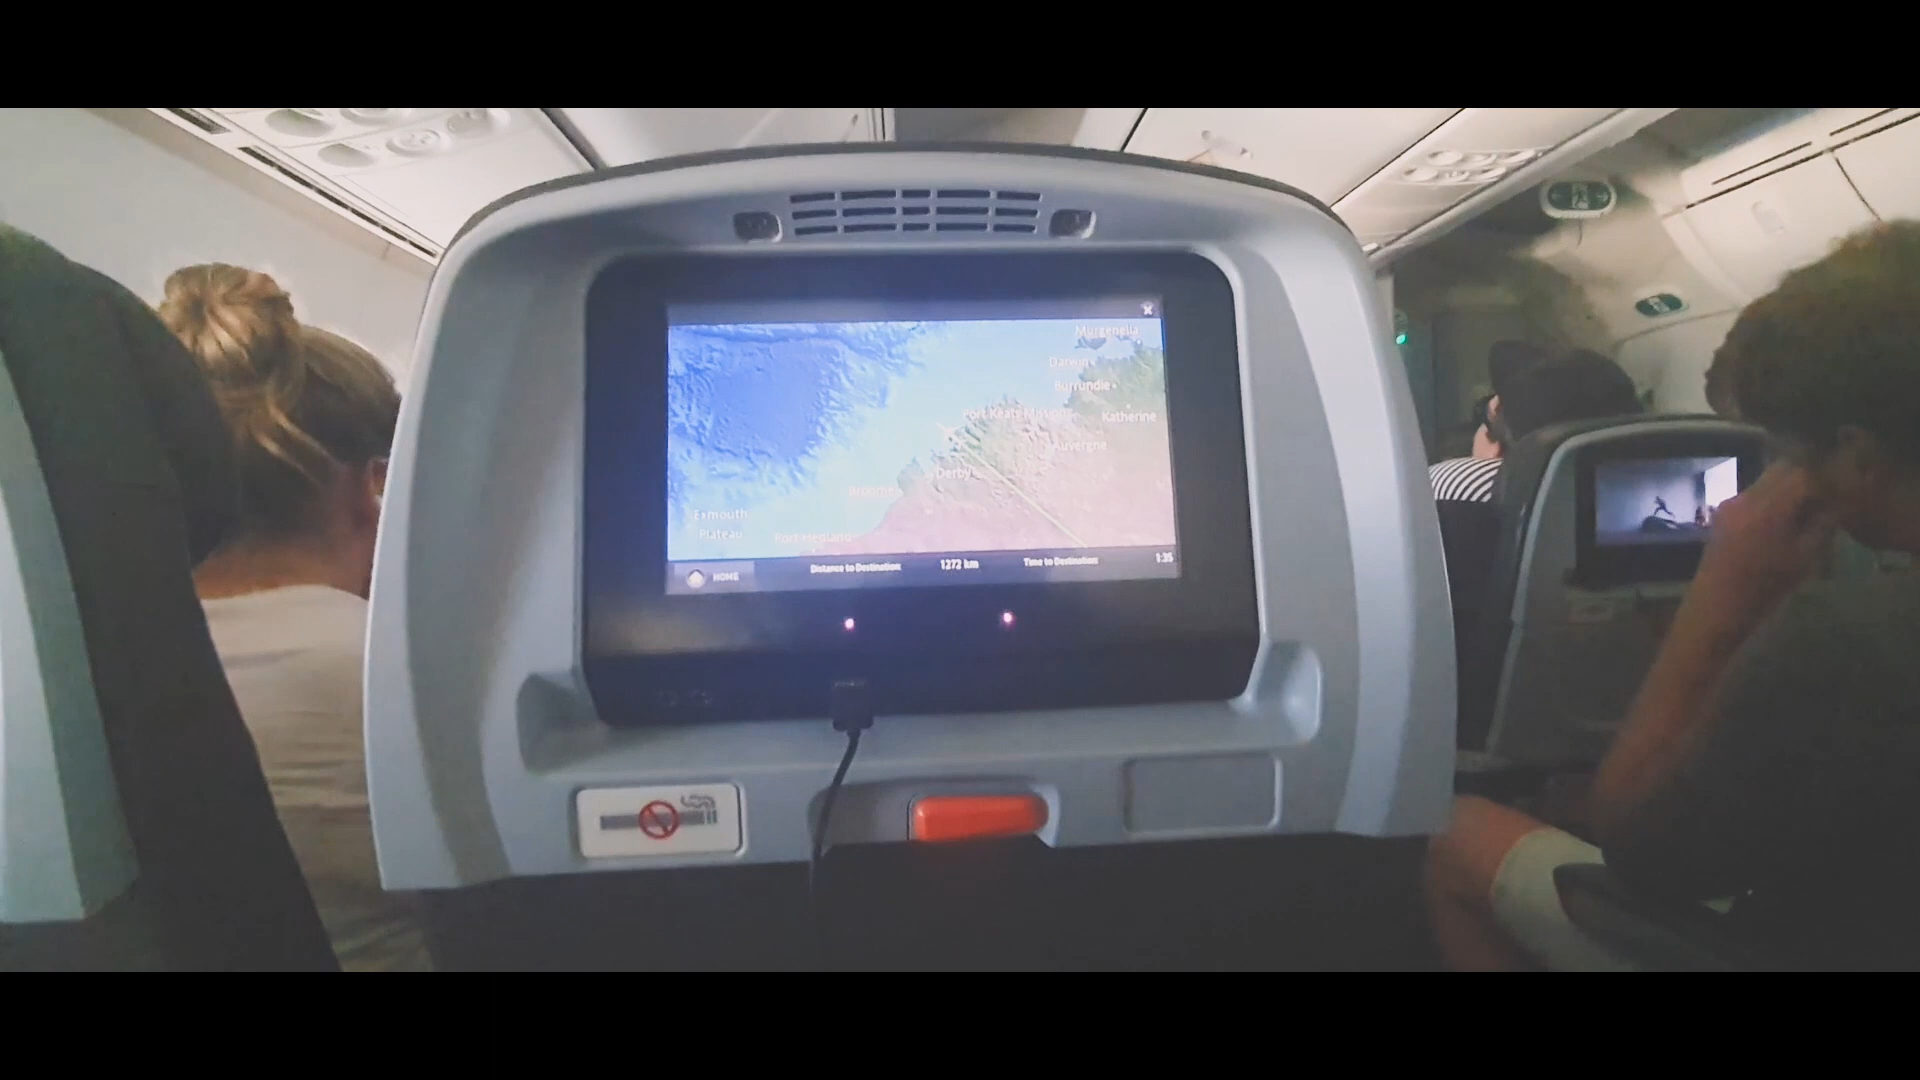 Murgenella
Darwin
Burrundie
Port Keats Mission
Katherine
Auvergne
Derby
Broome
Exmouth
Plateau
Port Hedland
HOME
Distance to Destination:
1272 km
Time to Destination:
1:35